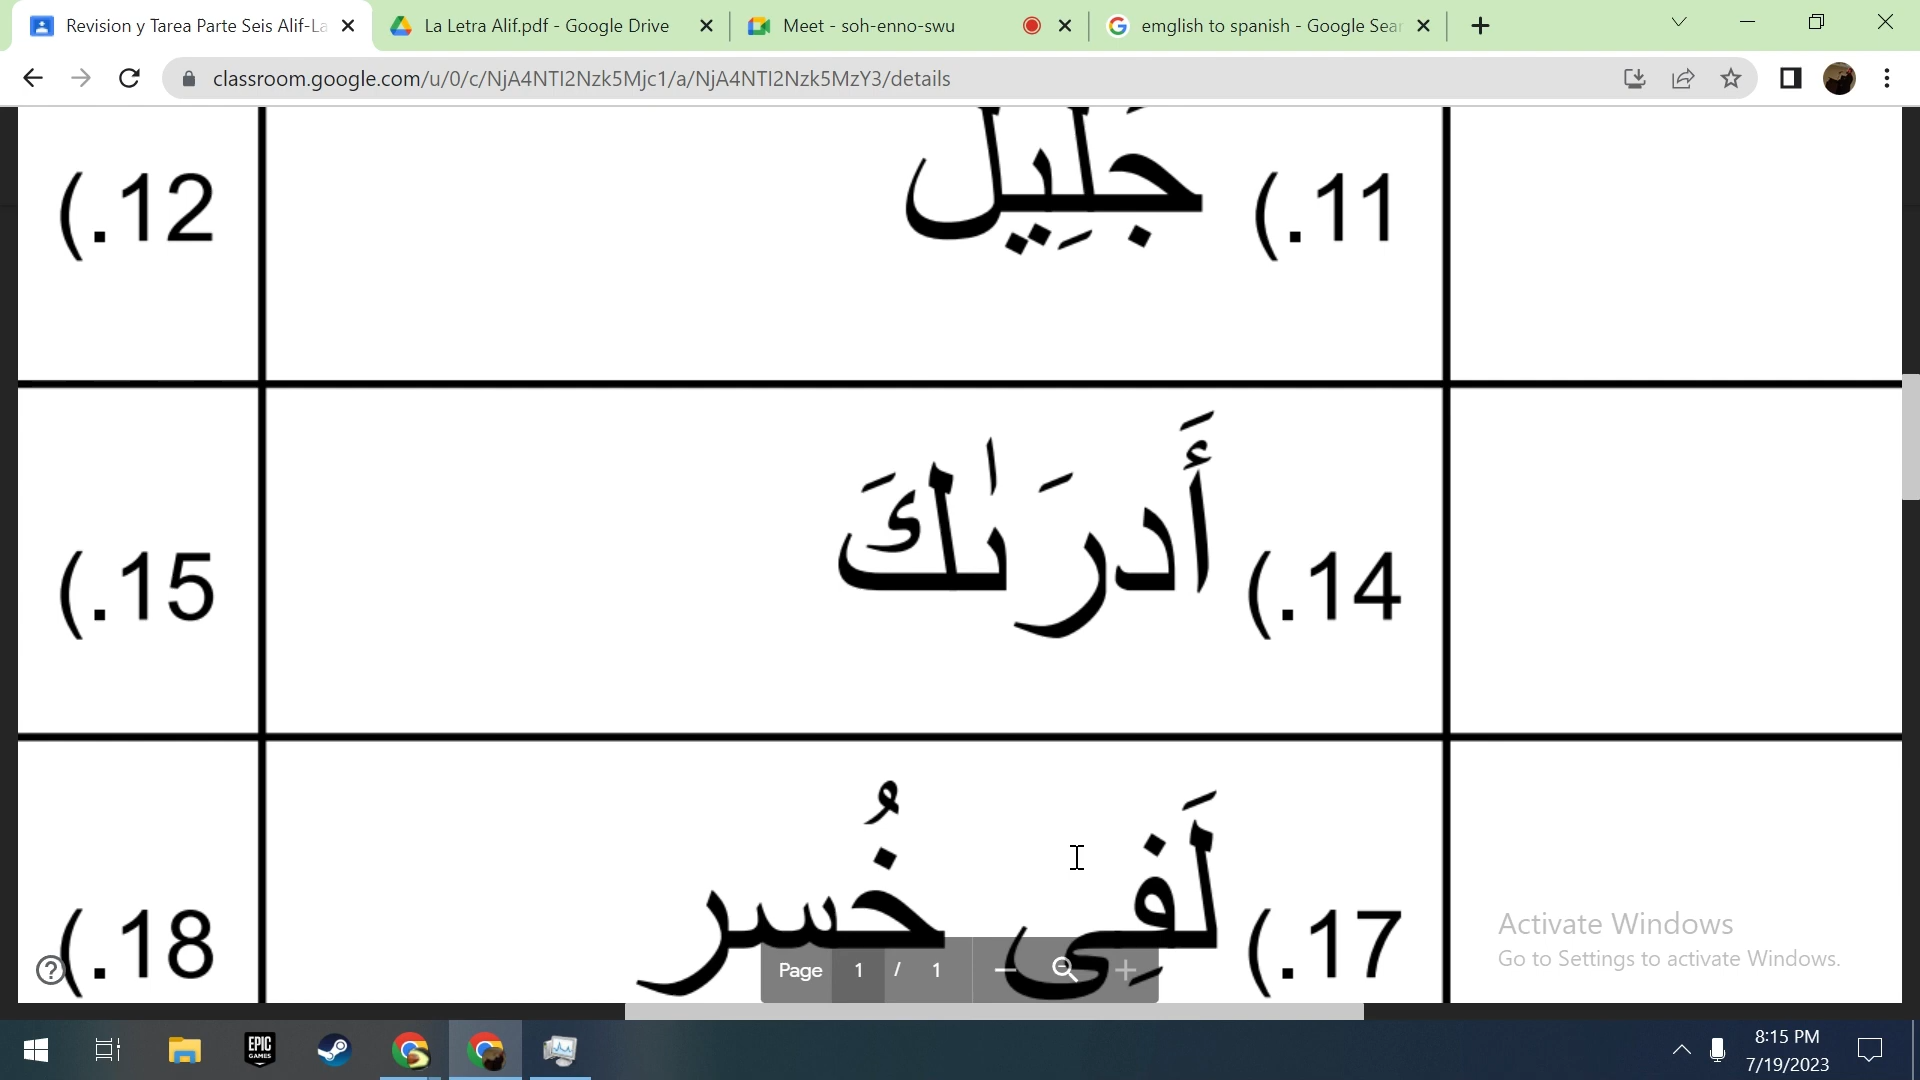 Revision y Tarea Parte Seis Alif-La
La Letra Alif.pdf - Google Drive
Meet - soh-enno-swu
emglish to spanish - Google Sear
classroom.google.com/u/0/c/NjA4NTI2Nzk5Mjc1/a/NjA4NTI2Nzk5MzY3/details
11.) جَلِيل
12.)
14.) أَدرَىٰكَ
15.)
17.) لَفِى خُسر
18.)
Page 1 / 1
Activate Windows
Go to Settings to activate Windows.
EPIC GAMES
8:15 PM
7/19/2023